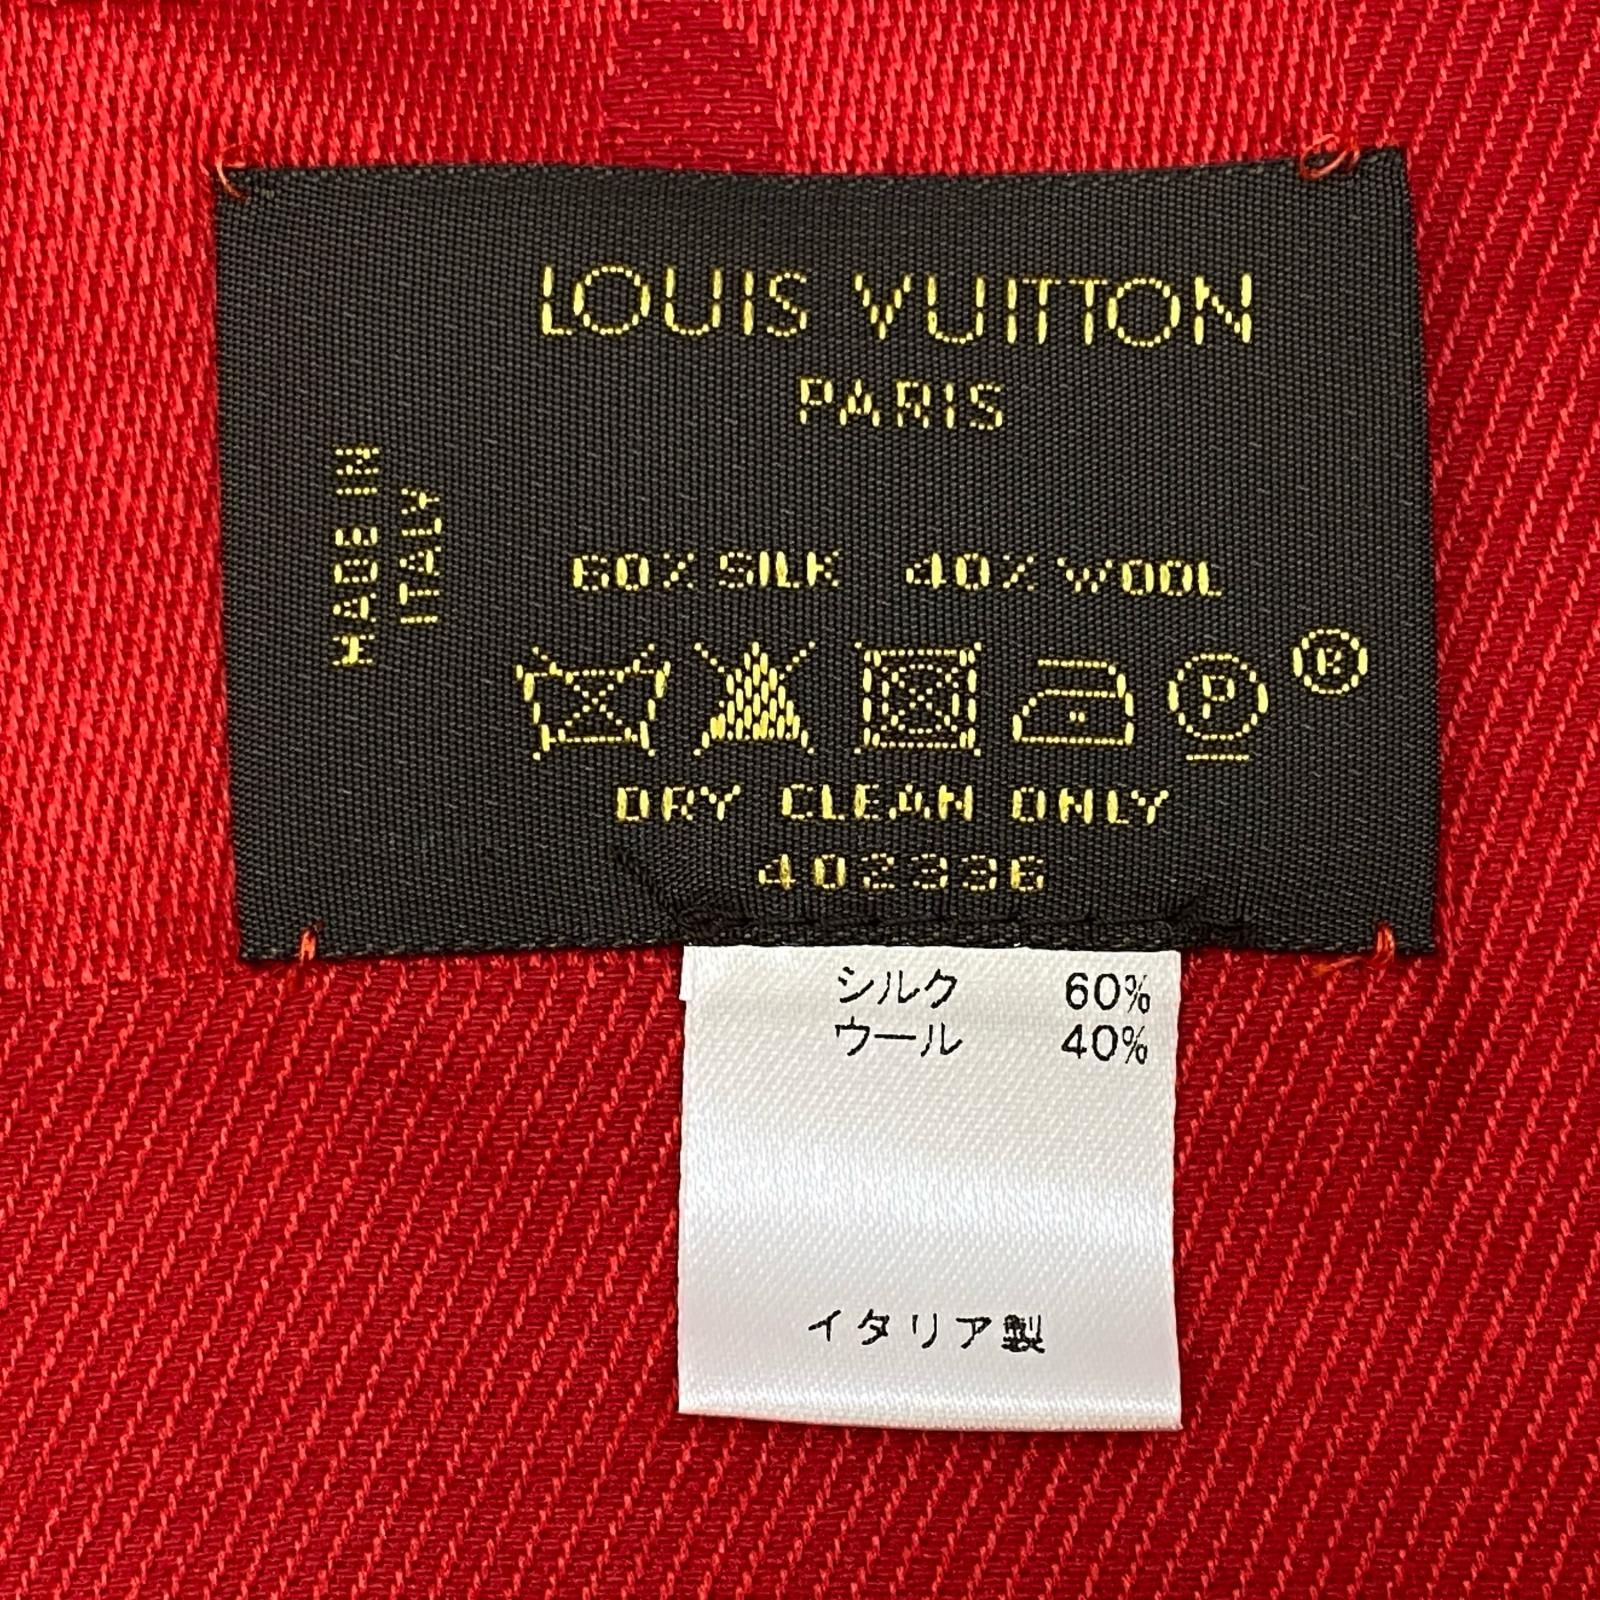 LOUIS VUITTON
PARIS
MADE IN
ITALY
60% SILK 40% WOOL
P ®
DRY CLEAN ONLY
402336
シルク 60%
ウール 40%
イタリア製